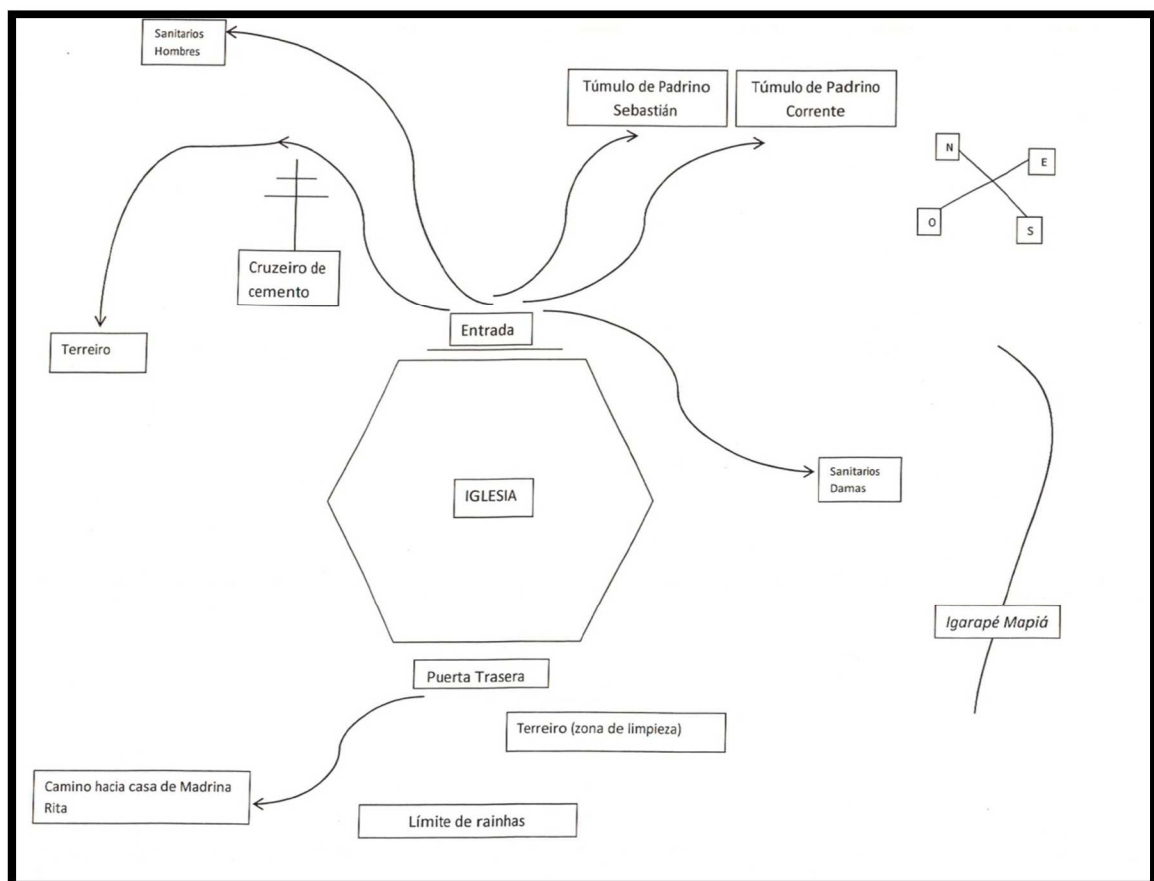 Sanitarios
Hombres
Túmulo de Padrino
Sebastián
Túmulo de Padrino
Corrente
N
E
O
S
Cruzeiro de
cemento
Entrada
Terreiro
IGLESIA
Sanitarios
Damas
Igarapé Mapiá
Puerta Trasera
Terreiro (zona de limpieza)
Camino hacia casa de Madrina
Rita
Límite de rainhas